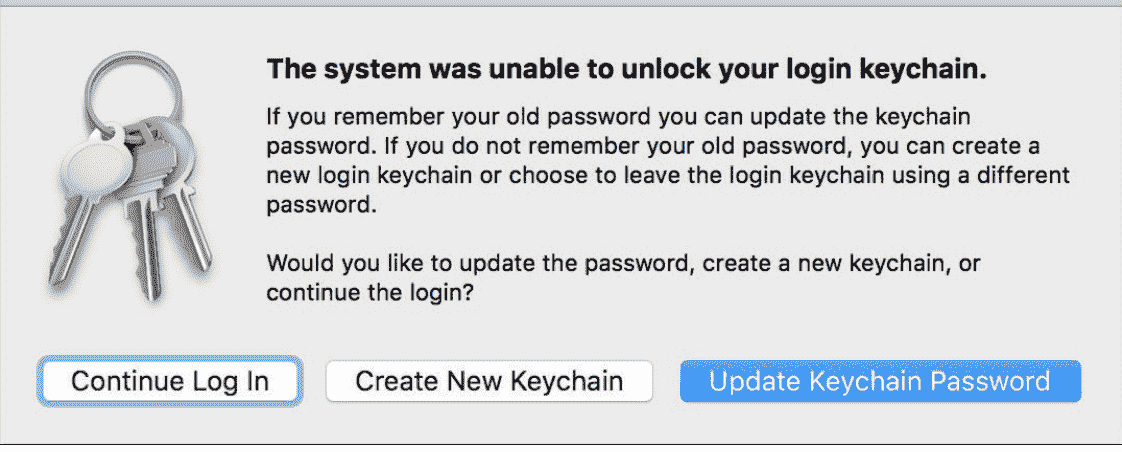 The system was unable to unlock your login keychain.
If you remember your old password you can update the keychain
password. If you do not remember your old password, you can create a
new login keychain or choose to leave the login keychain using a different
password.
Would you like to update the password, create a new keychain, or
continue the login?
Continue Log In Create New Keychain Update Keychain Password